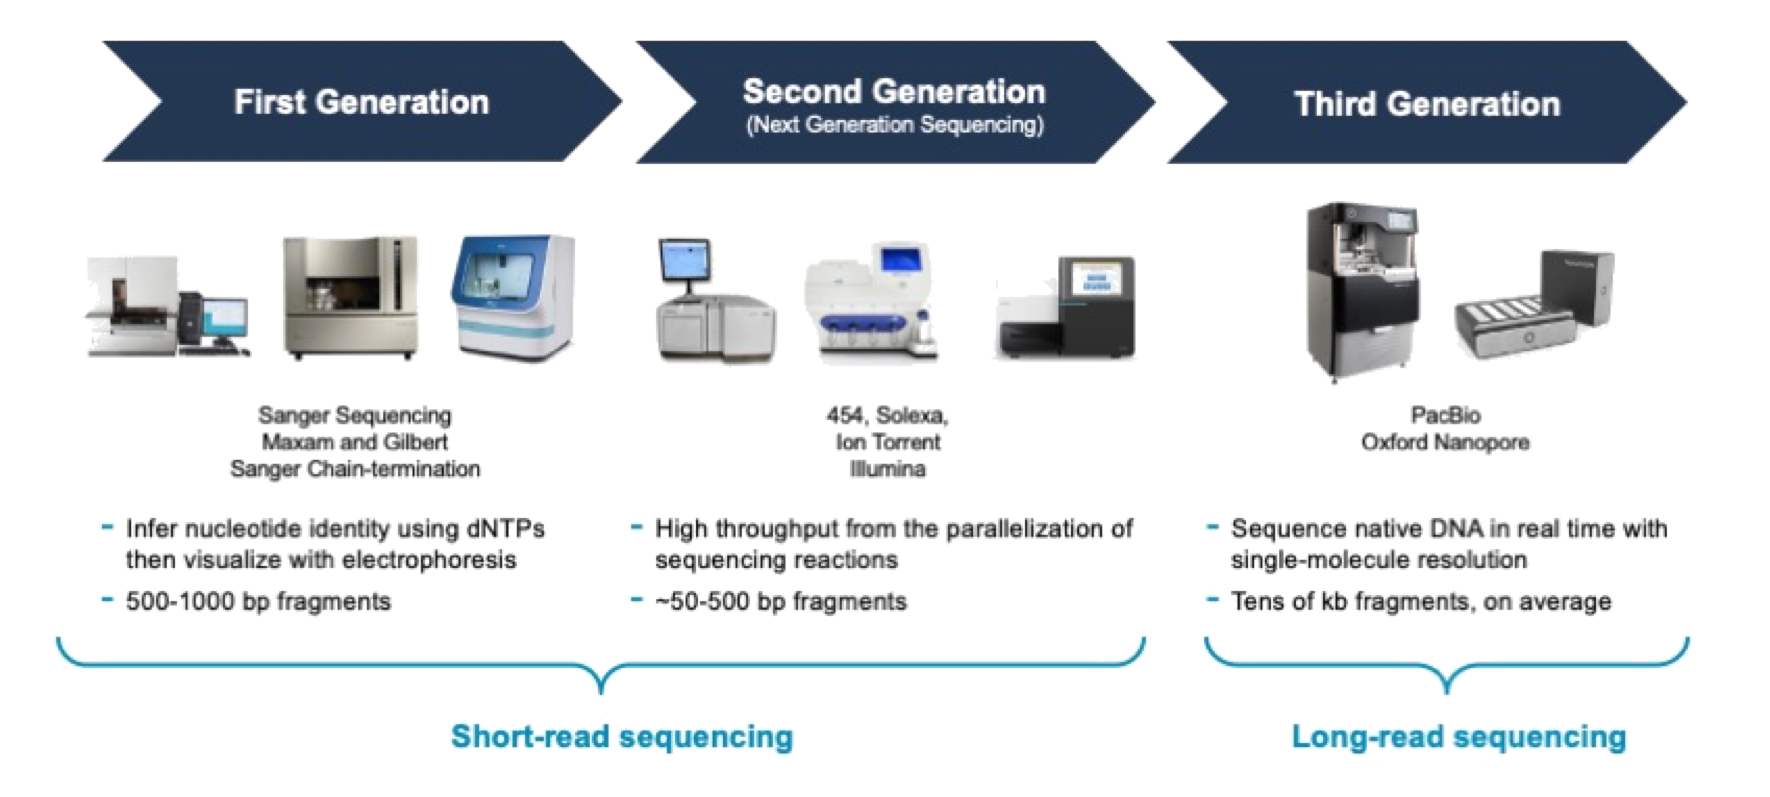 First Generation
Second Generation
(Next Generation Sequencing)
Third Generation
Sanger Sequencing
Maxam and Gilbert
Sanger Chain-termination
454, Solexa,
Ion Torrent
Illumina
PacBio
Oxford Nanopore
- Infer nucleotide identity using dNTPs
then visualize with electrophoresis
- 500-1000 bp fragments
- High throughput from the parallelization of
sequencing reactions
- ~50-500 bp fragments
- Sequence native DNA in real time with
single-molecule resolution
- Tens of kb fragments, on average
Short-read sequencing
Long-read sequencing